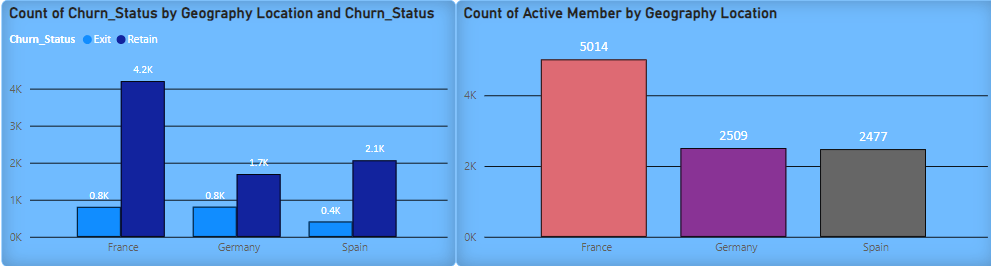 Count of Churn_Status by Geography Location and Churn_Status
Churn_Status Exit Retain
4K
3K
2K
1K
0K
0.8K
4.2K
0.8K
1.7K
0.4K
2.1K
France
Germany
Spain
Count of Active Member by Geography Location
4K
2K
0K
5014
2509
2477
France
Germany
Spain